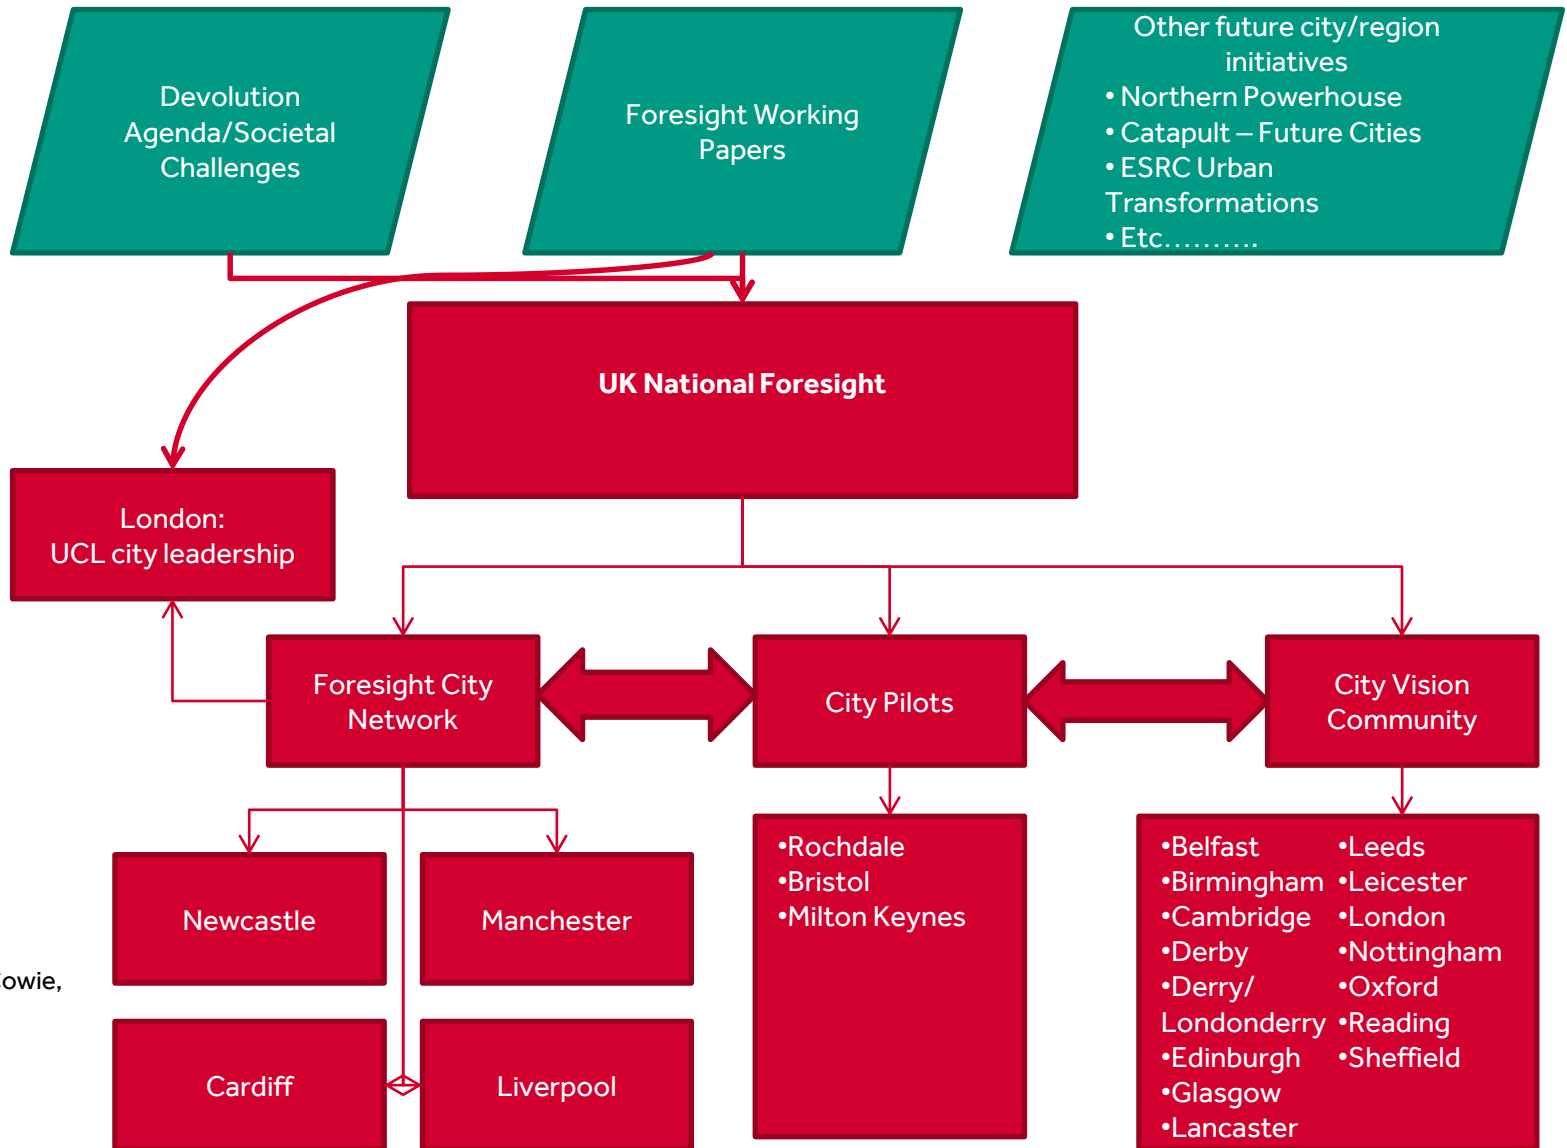 Devolution
Agenda/Societal
Challenges
Foresight Working
Papers
Other future city/region
initiatives
• Northern Powerhouse
• Catapult – Future Cities
• ESRC Urban
Transformations
• Etc……….
UK National Foresight
London:
UCL city leadership
Foresight City
Network
City Pilots
City Vision
Community
Newcastle
Manchester
Cardiff
Liverpool
•Rochdale
•Bristol
•Milton Keynes
•Belfast
•Birmingham
•Cambridge
•Derby
•Derry/
Londonderry
•Edinburgh
•Glasgow
•Lancaster
•Leeds
•Leicester
•London
•Nottingham
•Oxford
•Reading
•Sheffield
Cowie,